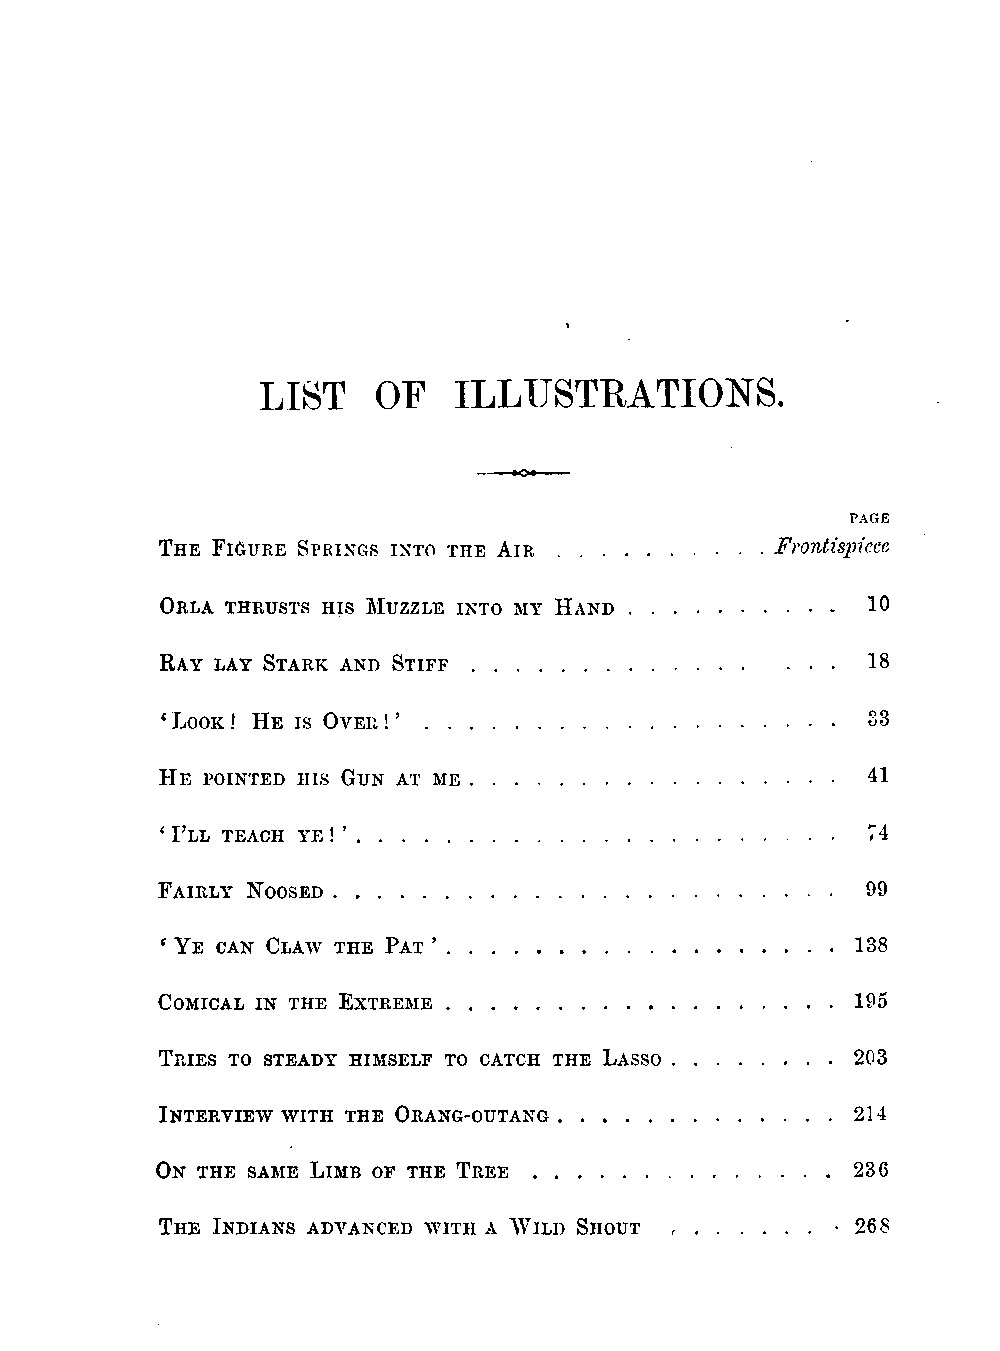 LIST OF ILLUSTRATIONS.
PAGE
THE FIGURE SPRINGS INTO THE AIR . . . . . . . . . . Frontispiece
ORLA THRUSTS HIS MUZZLE INTO MY HAND . . . . . . . . . . 10
RAY LAY STARK AND STIFF . . . . . . . . . . . . . . . . 18
‘LOOK! HE IS OVER!’ . . . . . . . . . . . . . . . . . . . 33
HE POINTED HIS GUN AT ME . . . . . . . . . . . . . . . . . 41
‘I’LL TEACH YE!’ . . . . . . . . . . . . . . . . . . . . . . 74
FAIRLY NOOSED . . . . . . . . . . . . . . . . . . . . . . . 99
‘YE CAN CLAW THE PAT’ . . . . . . . . . . . . . . . . . . 138
COMICAL IN THE EXTREME . . . . . . . . . . . . . . . . . . 195
TRIES TO STEADY HIMSELF TO CATCH THE LASSO . . . . . . . . 203
INTERVIEW WITH THE ORANG-OUTANG . . . . . . . . . . . . . 214
ON THE SAME LIMB OF THE TREE . . . . . . . . . . . . . . 236
THE INDIANS ADVANCED WITH A WILD SHOUT . . . . . . . . 268